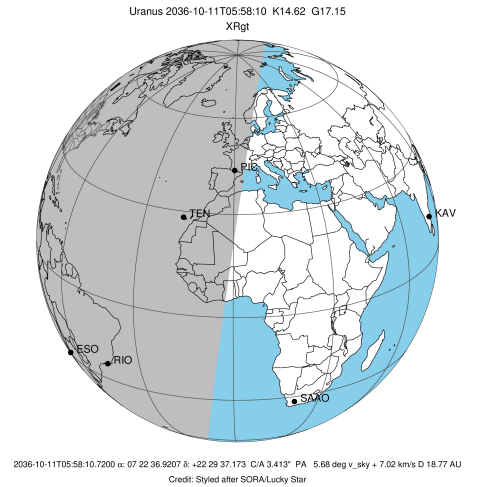 Uranus 2036-10-11T05:58:10 K14.62 G17.15
XRgt
PIC
TEN
KAV
ESO
RIO
SAAO
2036-10-11T05:58:10.7200 α: 07 22 36.9207 δ: +22 29 37.173 C/A 3.413" PA 5.68 deg v_sky + 7.02 km/s D 18.77 AU
Credit: Styled after SORA/Lucky Star